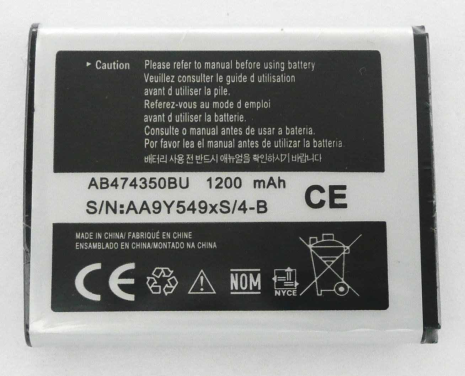 ▸ Caution Please refer to manual before using battery
Veuillez consulter le guide d utilisation
avant d utiliser la pile.
Referez-vous au mode d emploi
avant d utiliser la batterie.
Consulte o manual antes de usar a bateria.
Por favor lea el manual antes de utilizar la bateria
배터리 사용 전 반드시 애뉴얼을 확인하시기 바랍니다
AB474350BU 1200 mAh
S/N:AA9Y549xS/4-B CE
MADE IN CHINA/ FABRIQUÉ EN CHINE
ENSAMBLADO EN CHINA/MONTADO NA CHINA
CE NOM NYCE